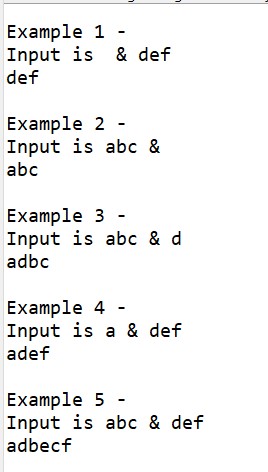 Example 1 -
Input is  & def
def
Example 2 -
Input is abc &
abc
Example 3 -
Input is abc & d
adbc
Example 4 -
Input is a & def
adef
Example 5 -
Input is abc & def
adbecf